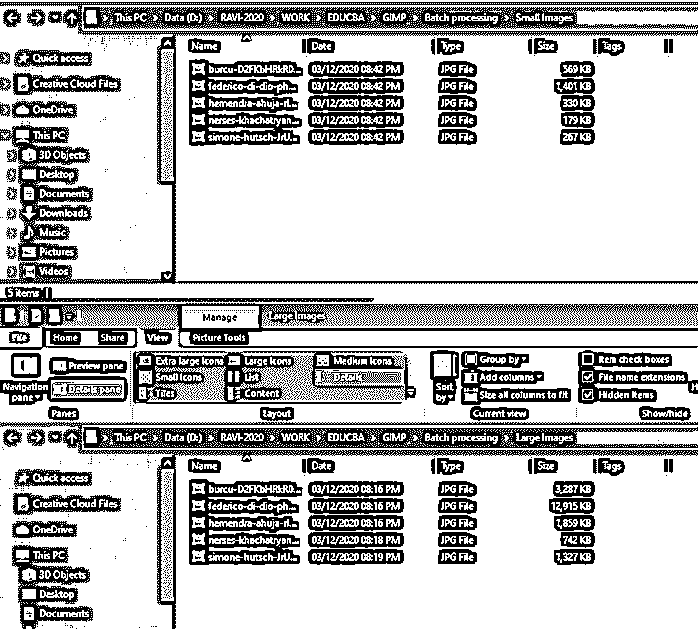 This PC > Data (D:) > RAVI-2020 > WORK > EDUCBA > GIMP > Batch processing > Small Images
Name Date Type Size Tags
Quick access
burcu- 03/12/2020 08:42 PM JPG File 569 KB
federico-di-dio-ph... 03/12/2020 08:42 PM JPG File 1,401 KB
Creative Cloud Files
hemendra-ahuja-rl... 03/12/2020 08:42 PM JPG File 330 KB
OneDrive
nerses-khachatryan... 03/12/2020 08:42 PM JPG File 179 KB
This PC
simone-hutsch-JrU... 03/12/2020 08:42 PM JPG File 267 KB
3D Objects
Desktop
Documents
Downloads
Music
Pictures
Videos
5 items
Manage Large Images
File Home Share View Picture Tools
Preview pane Extra large icons Large icons Medium icons Group by Item check boxes
Navigation pane Details pane Small icons List Details Sort by Add columns File name extensions
Tiles Content Size all columns to fit Hidden items
Panes Layout Current view Show/hide
This PC > Data (D:) > RAVI-2020 > WORK > EDUCBA > GIMP > Batch processing > Large Images
Name Date Type Size Tags
Quick access
burcu- 03/12/2020 08:16 PM JPG File 3,287 KB
federico-di-dio-ph... 03/12/2020 08:16 PM JPG File 12,915 KB
Creative Cloud Files
hemendra-ahuja-rl... 03/12/2020 08:16 PM JPG File 1,859 KB
OneDrive
nerses-khachatryan... 03/12/2020 08:18 PM JPG File 742 KB
This PC
simone-hutsch-JrU... 03/12/2020 08:19 PM JPG File 1,327 KB
3D Objects
Desktop
Documents